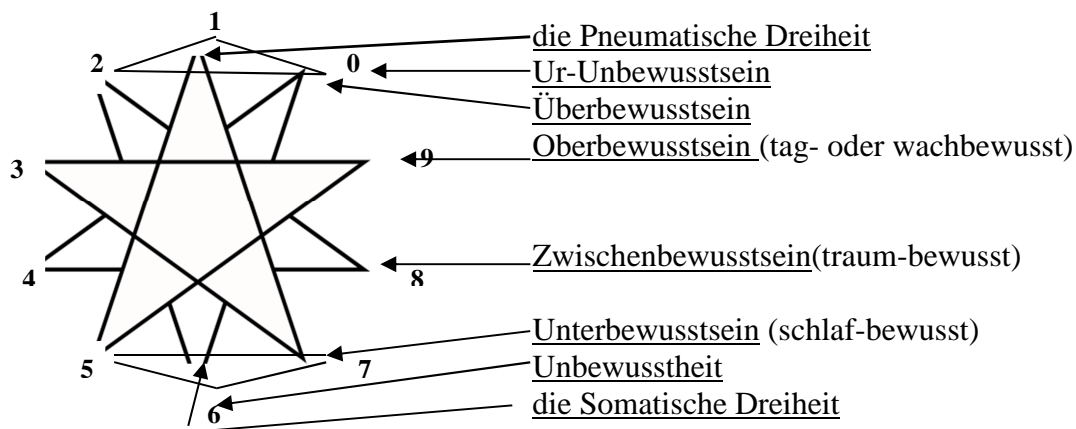 1
die Pneumatische Dreiheit
2
0
Ur-Unbewusstsein
Überbewusstsein
3
9
Oberbewusstsein (tag- oder wachbewusst)
4
8
Zwischenbewusstsein(traum-bewusst)
Unterbewusstsein (schlaf-bewusst)
5
7
Unbewusstheit
6
die Somatische Dreiheit